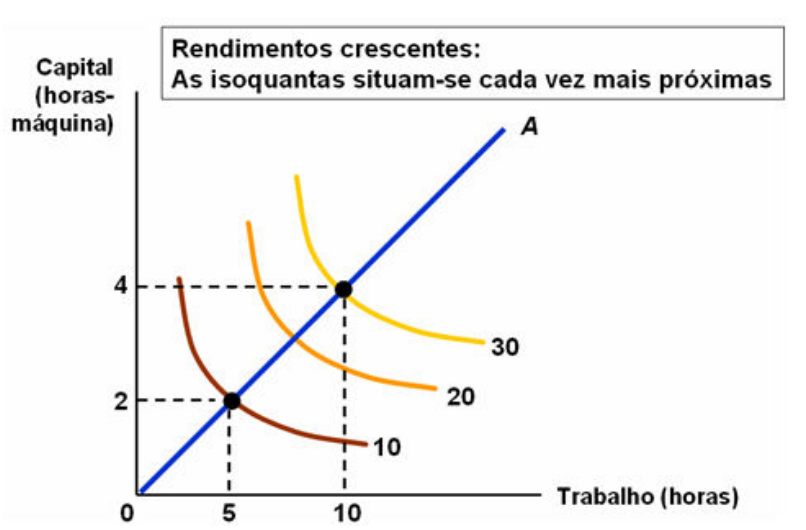 Rendimentos crescentes:
As isoquantas situam-se cada vez mais próximas
Capital
(horas-
máquina)
A
4
30
20
2
10
0
5
10
Trabalho (horas)